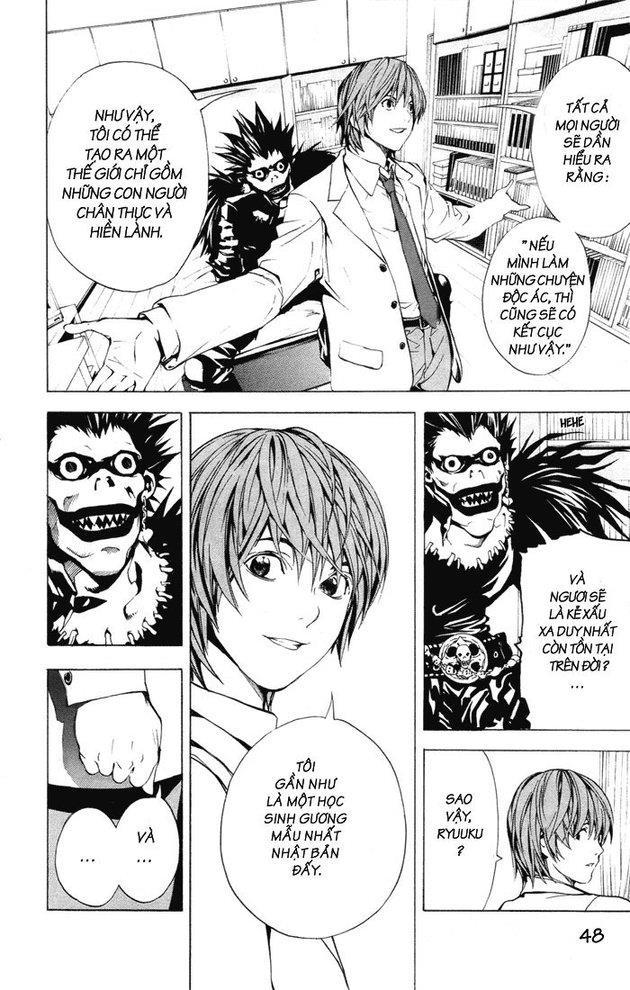 TẤT CẢ
MỌI NGƯỜI
SẼ DẦN
HIỂU RA
RẰNG:
" NẾU
MÌNH LÀM
NHỮNG CHUYỆN
ĐỘC ÁC, THÌ
CŨNG SẼ CÓ
KẾT CỤC
NHƯ VẬY."
NHƯ VẬY,
TÔI CÓ THỂ
TẠO RA MỘT
THẾ GIỚI CHỈ GỒM
NHỮNG CON NGƯỜI
CHÂN THỰC VÀ
HIỀN LÀNH.
HEHE
VÀ
NGƯƠI SẼ
LÀ KẺ XẤU
XA DUY NHẤT
CÒN TỒN TẠI
TRÊN ĐỜI?
...
SAO
VẬY,
RYUUKU
?
TÔI
GẦN NHƯ
LÀ MỘT HỌC
SINH GƯƠNG
MẪU NHẤT
NHẬT BẢN
ĐẤY.
VÀ
... ...
48